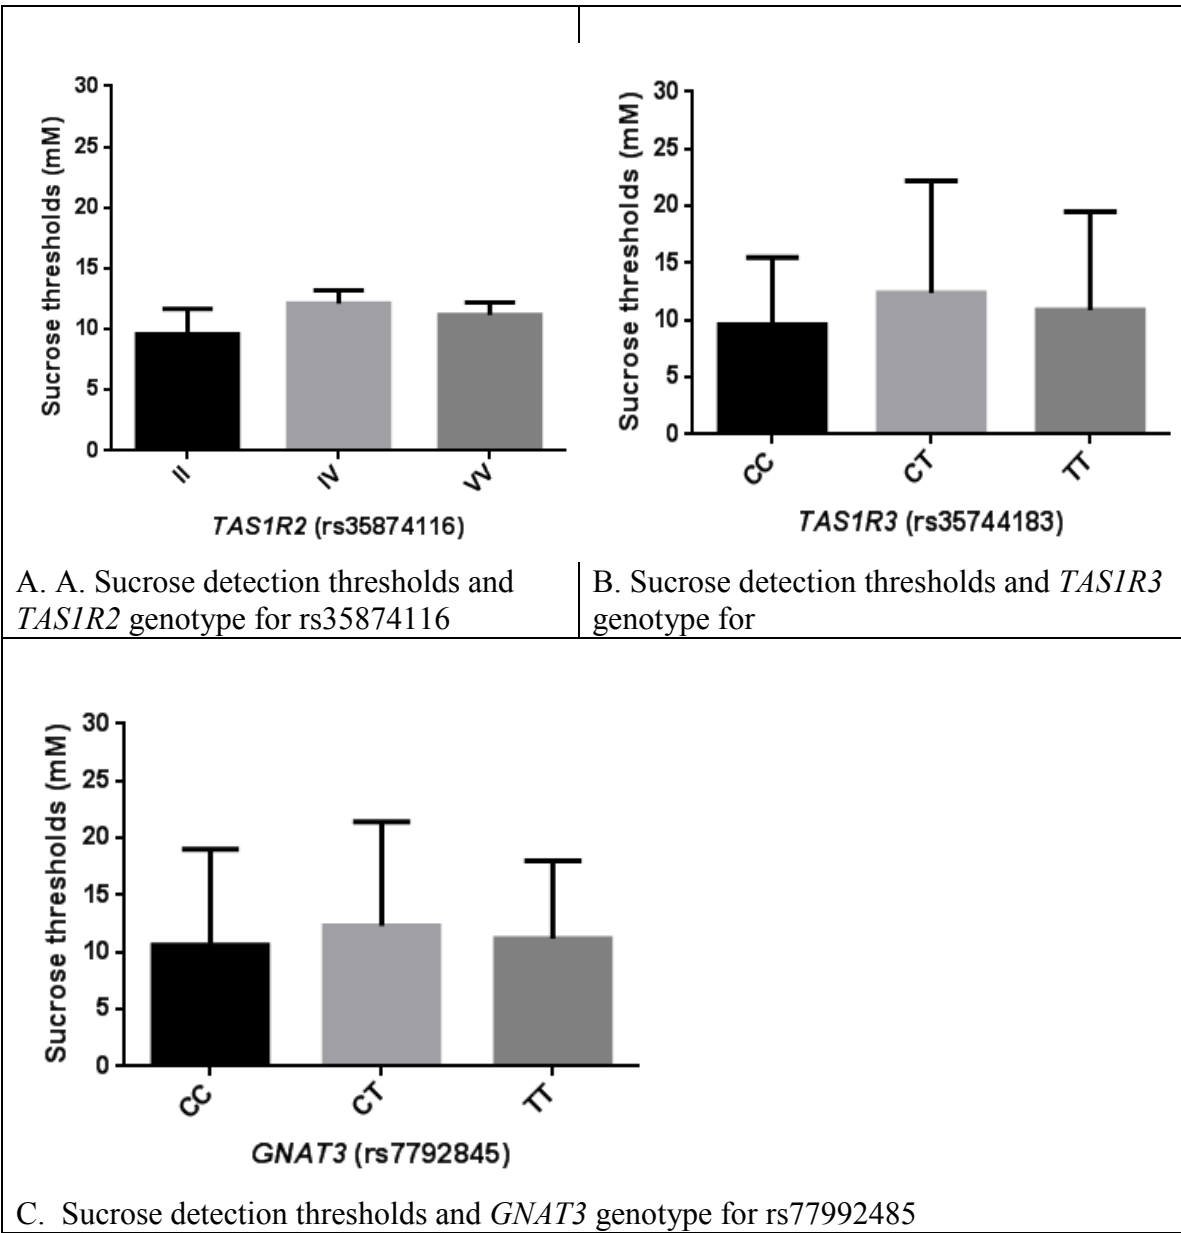 Sucrose thresholds (mM)
30
25
20
15
10
5
0
II
IV
VV
TAS1R2 (rs35874116)
A. A. Sucrose detection thresholds and
TAS1R2 genotype for rs35874116
Sucrose thresholds (mM)
30
25
20
15
10
5
0
CC
CT
TT
TAS1R3 (rs35744183)
B. Sucrose detection thresholds and TAS1R3
genotype for
Sucrose thresholds (mM)
30
25
20
15
10
5
0
CC
CT
TT
GNAT3 (rs7792845)
C. Sucrose detection thresholds and GNAT3 genotype for rs77992485